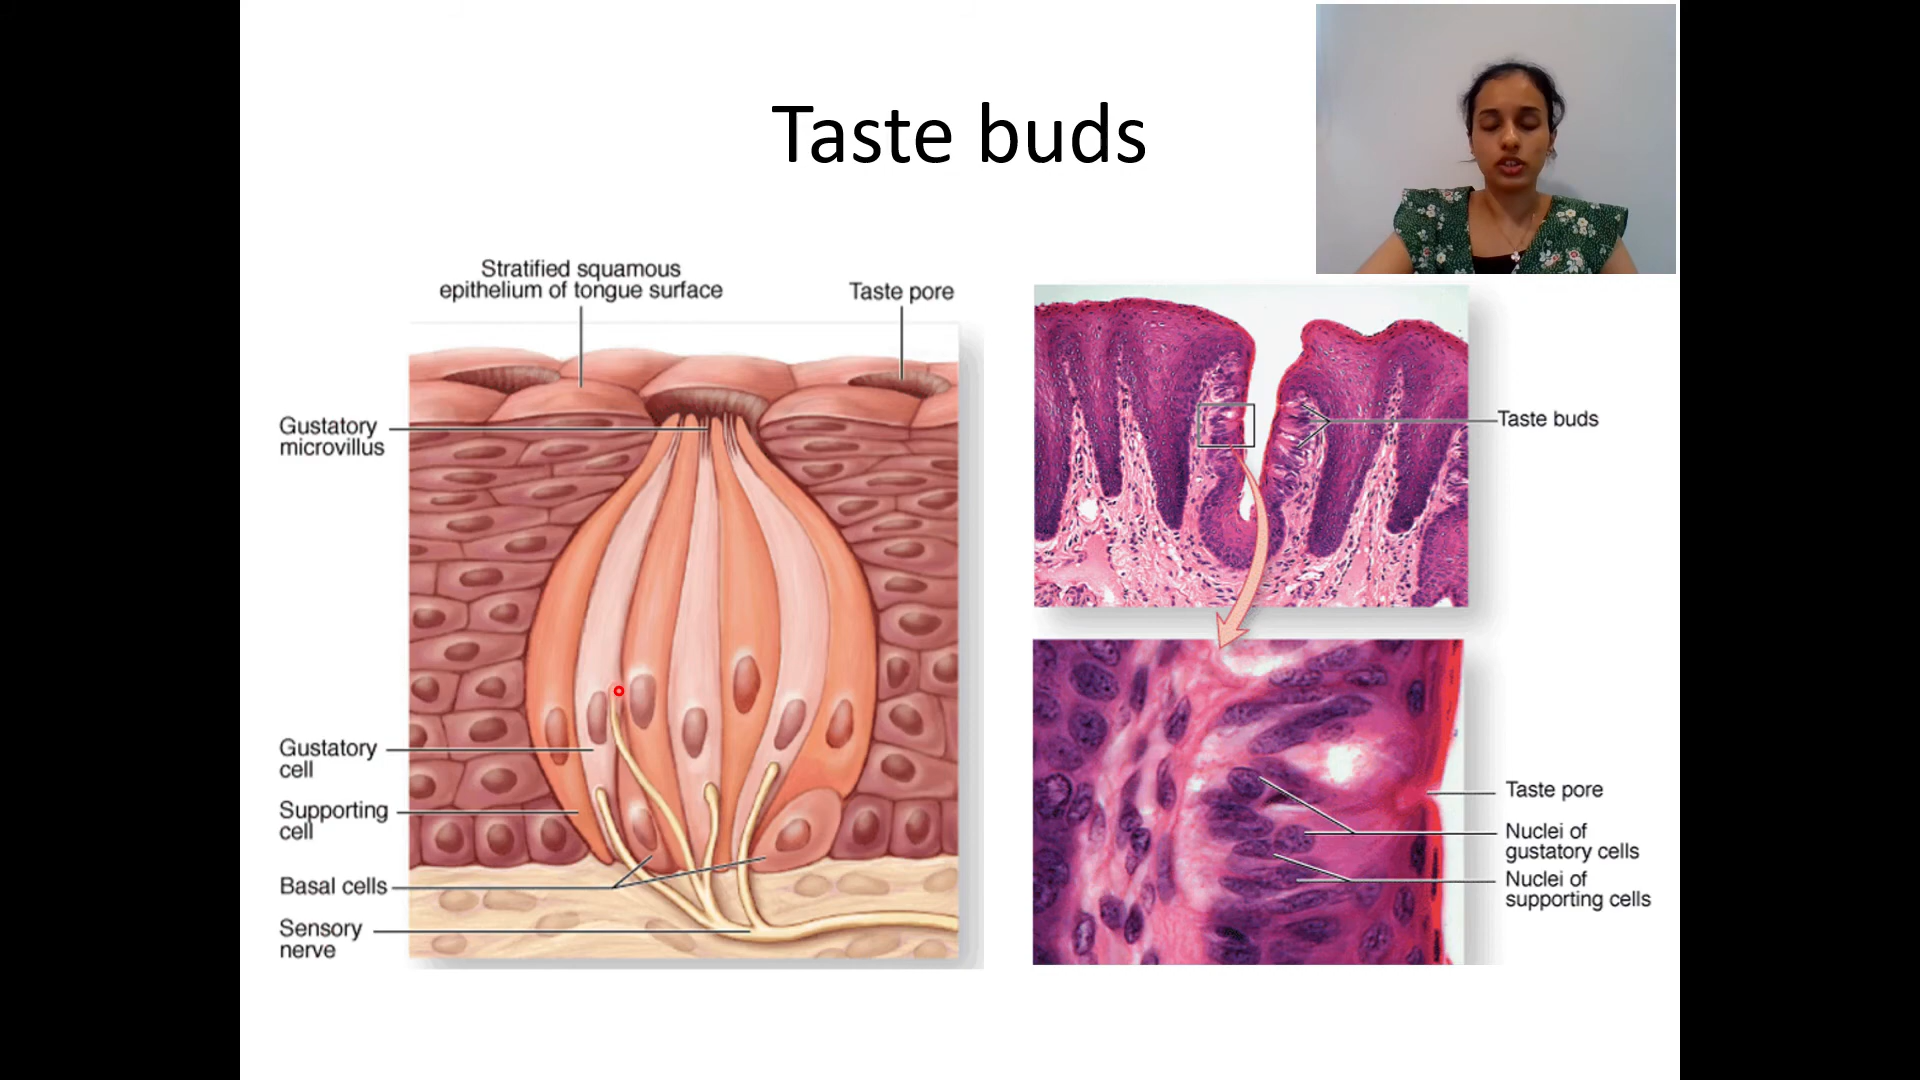 Taste buds
Stratified squamous
epithelium of tongue surface
Taste pore
Gustatory
microvillus
Gustatory
cell
Supporting
cell
Basal cells
Sensory
nerve
Taste buds
Taste pore
Nuclei of
gustatory cells
Nuclei of
supporting cells